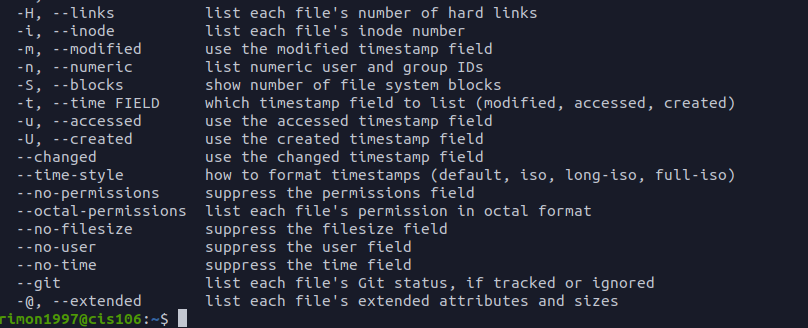 -H, --links            list each file's number of hard links
-i, --inode            list each file's inode number
-m, --modified         use the modified timestamp field
-n, --numeric          list numeric user and group IDs
-S, --blocks           show number of file system blocks
-t, --time FIELD       which timestamp field to list (modified, accessed, created)
-u, --accessed         use the accessed timestamp field
-U, --created          use the created timestamp field
--changed              use the changed timestamp field
--time-style           how to format timestamps (default, iso, long-iso, full-iso)
--no-permissions       suppress the permissions field
--octal-permissions    list each file's permission in octal format
--no-filesize          suppress the filesize field
--no-user              suppress the user field
--no-time              suppress the time field
--git                  list each file's Git status, if tracked or ignored
-@, --extended         list each file's extended attributes and sizes
rimon1997@cis106:~$